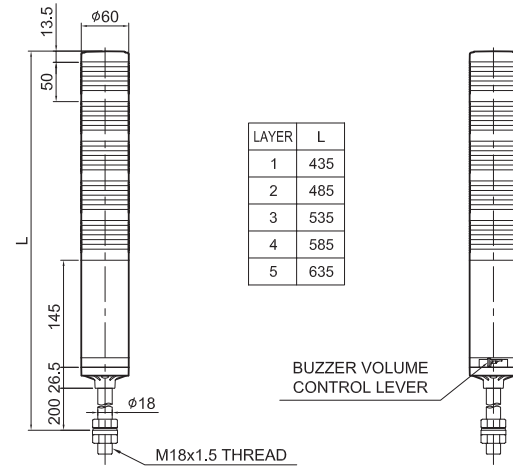 13.5
ϕ60
50
L
145
26.5
200
ϕ18
M18x1.5 THREAD
LAYER L
1 435
2 485
3 535
4 585
5 635
BUZZER VOLUME
CONTROL LEVER